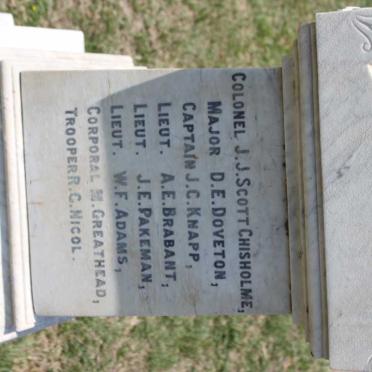 COLONEL J.J. SCOTT CHISHOLME,
MAJOR D.E. DOVETON,
CAPTAIN J.C. KNAPP,
LIEUT. A.E. BRABANT,
LIEUT. J.E. PAKEMAN,
LIEUT. W.F. ADAMS,
CORPORAL M. GREATHEAD,
TROOPER R.C. NICOL.